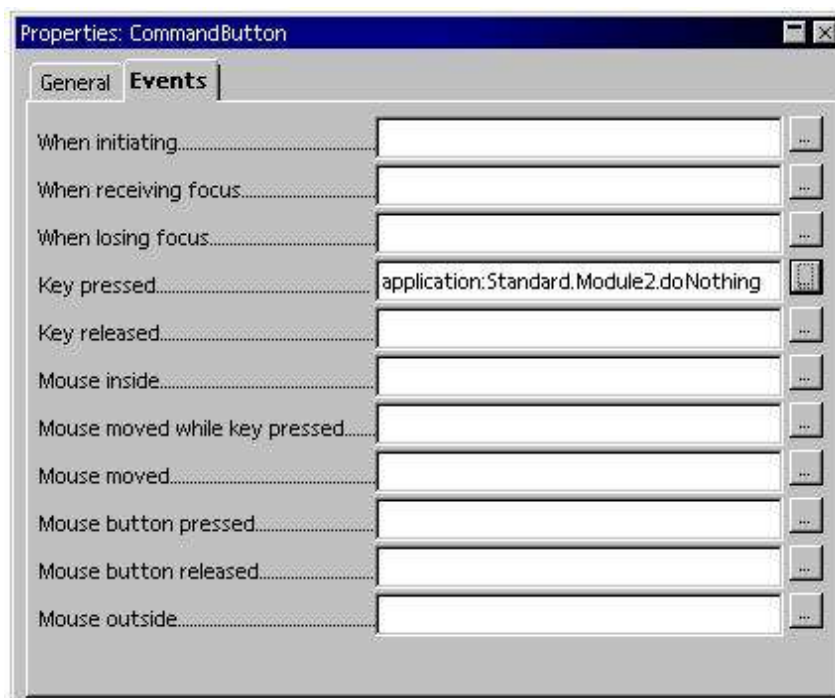 Properties: CommandButton
General Events
When initiating
When receiving focus
When losing focus
Key pressed application:Standard.Module2.doNothing
Key released
Mouse inside
Mouse moved while key pressed
Mouse moved
Mouse button pressed
Mouse button released
Mouse outside